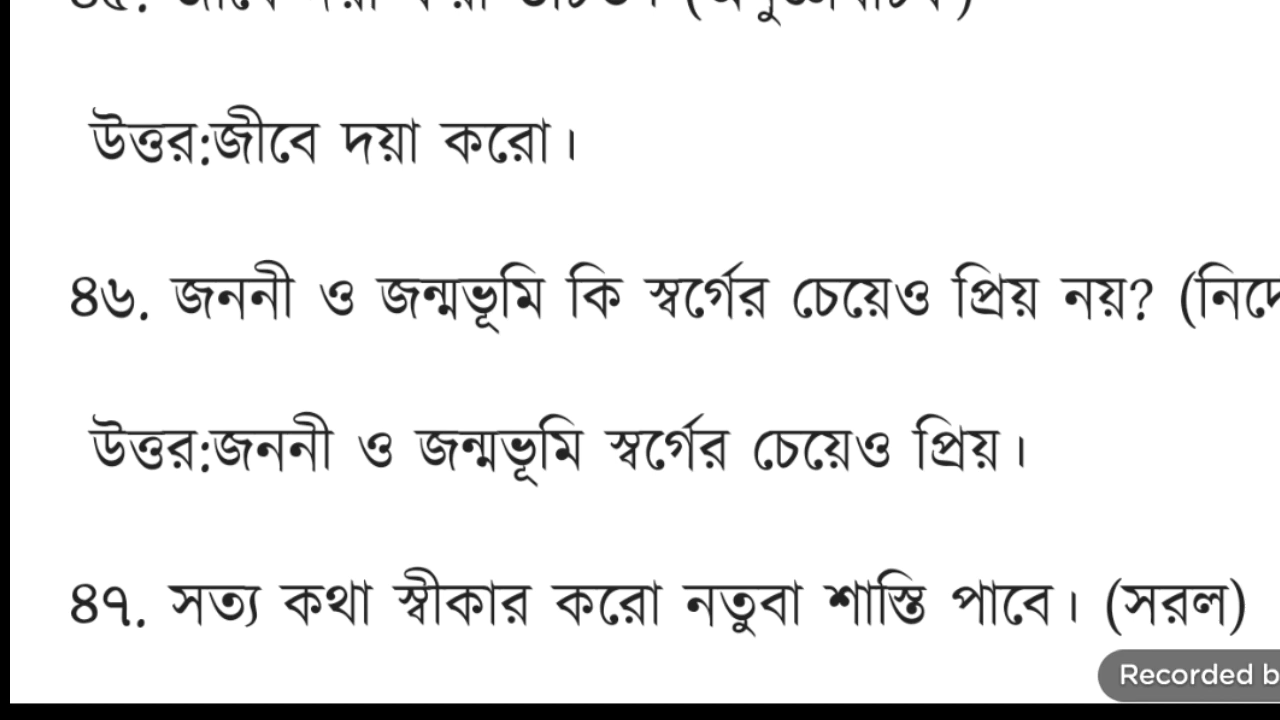 উত্তর:জীবে দয়া করো।
৪৬. জননী ও জন্মভূমি কি স্বর্গের চেয়েও প্রিয় নয়? (
উত্তর:জননী ও জন্মভূমি স্বর্গের চেয়েও প্রিয়।
৪৭. সত্য কথা স্বীকার করো নতুবা শাস্তি পাবে। (সরল)
Recorded